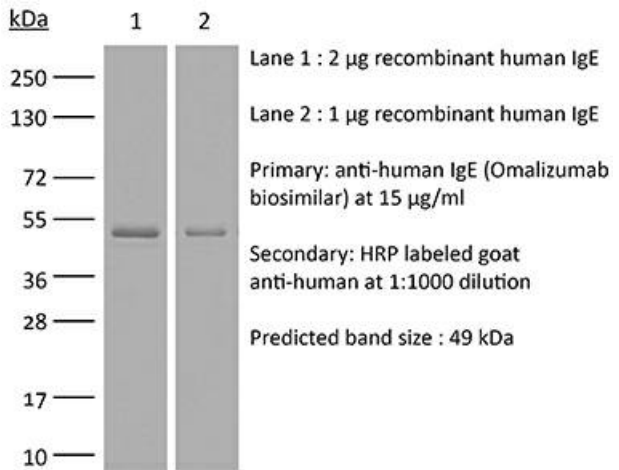 kDa
1 2
250
130
72
55
36
28
17
10
Lane 1 : 2 µg recombinant human IgE
Lane 2 : 1 µg recombinant human IgE
Primary: anti-human IgE (Omalizumab
biosimilar) at 15 µg/ml
Secondary: HRP labeled goat
anti-human at 1:1000 dilution
Predicted band size : 49 kDa